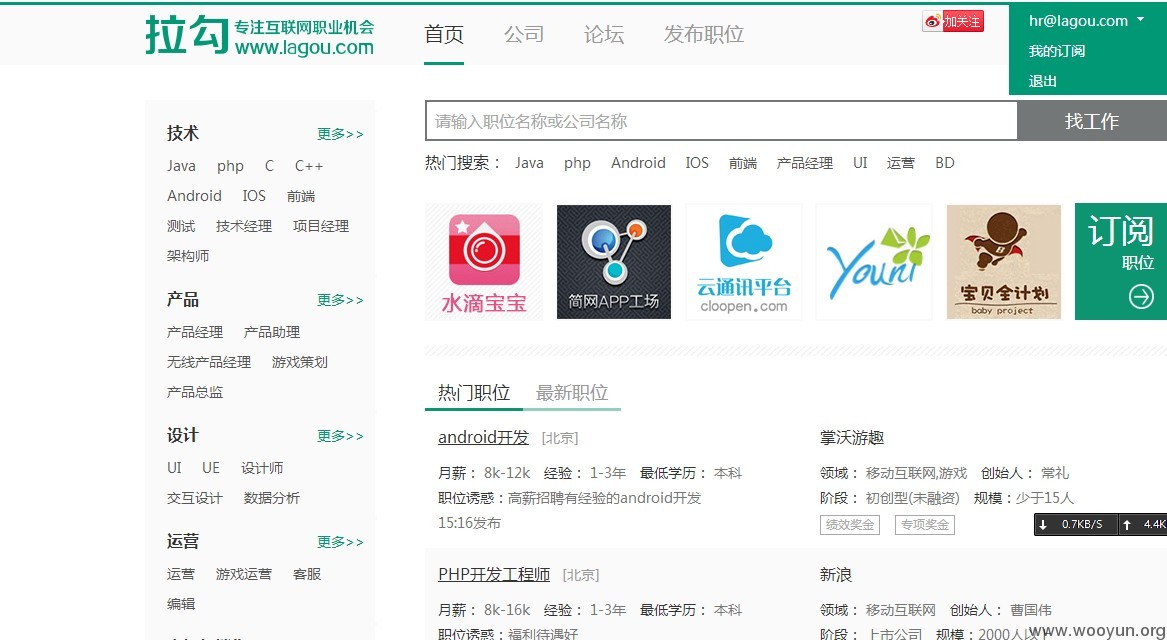 拉勾 专注互联网职业机会
www.lagou.com
首页 公司 论坛 发布职位
加关注
hr@lagou.com
我的订阅
退出
技术 更多>>
Java php C C++
Android IOS 前端
测试 技术经理 项目经理
架构师
产品 更多>>
产品经理 产品助理
无线产品经理 游戏策划
产品总监
设计 更多>>
UI UE 设计师
交互设计 数据分析
运营 更多>>
运营 游戏运营 客服
编辑
请输入职位名称或公司名称 找工作
热门搜索： Java php Android IOS 前端 产品经理 UI 运营 BD
水滴宝宝
简网APP工场
云通讯平台
cloopen.com
Youni
宝贝全计划
baby project
订阅
职位
热门职位 最新职位
android开发 [北京]
月薪： 8k-12k 经验： 1-3年 最低学历： 本科
职位诱惑：高薪招聘有经验的android开发
15:16发布
掌沃游趣
领域： 移动互联网,游戏 创始人： 常礼
阶段： 初创型(未融资) 规模：少于15人
绩效奖金 专项奖金
0.7KB/S 4.4K
PHP开发工程师 [北京]
月薪： 8k-16k 经验： 1-3年 最低学历： 本科
职位诱惑：福利待遇好
新浪
领域： 移动互联网 创始人： 曹国伟
阶段： 上市公司 规模：2000人以
www.wooyun.org